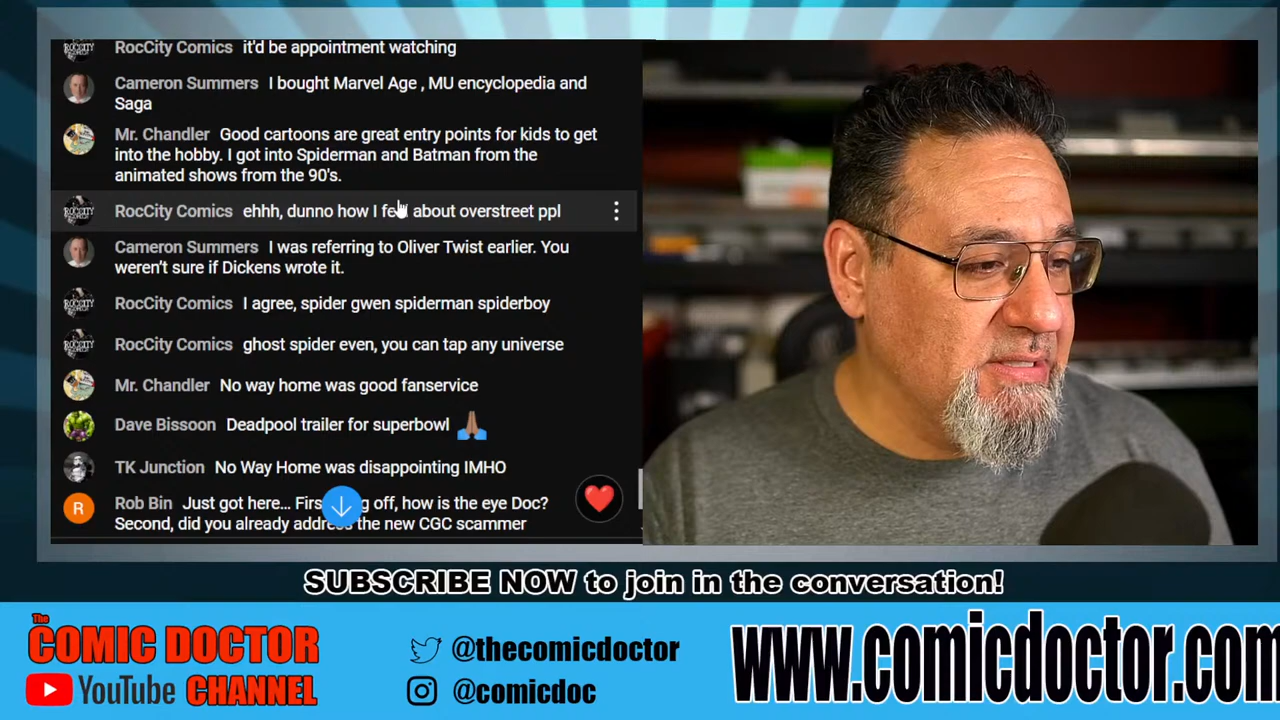 RocCity Comics it'd be appointment watching
Cameron Summers I bought Marvel Age , MU encyclopedia and
Saga
Mr. Chandler Good cartoons are great entry points for kids to get
into the hobby. I got into Spiderman and Batman from the
animated shows from the 90's.
RocCity Comics ehhh, dunno how I about overstreet ppl
Cameron Summers I was referring to Oliver Twist earlier. You
weren't sure if Dickens wrote it.
RocCity Comics I agree, spider gwen spiderman spiderboy
RocCity Comics ghost spider even, you can tap any universe
Mr. Chandler No way home was good fanservice
Dave Bissoon Deadpool trailer for superbowl 🙏🏽
TK Junction No Way Home was disappointing IMHO
R
Rob Bin Just got here... off, how is the eye Doc?
Second, did you already address the new CGC scammer
SUBSCRIBE NOW to join in the conversation!
The
COMIC DOCTOR
YouTube CHANNEL
@thecomicdoctor
@comicdoc
www.comicdoctor.com